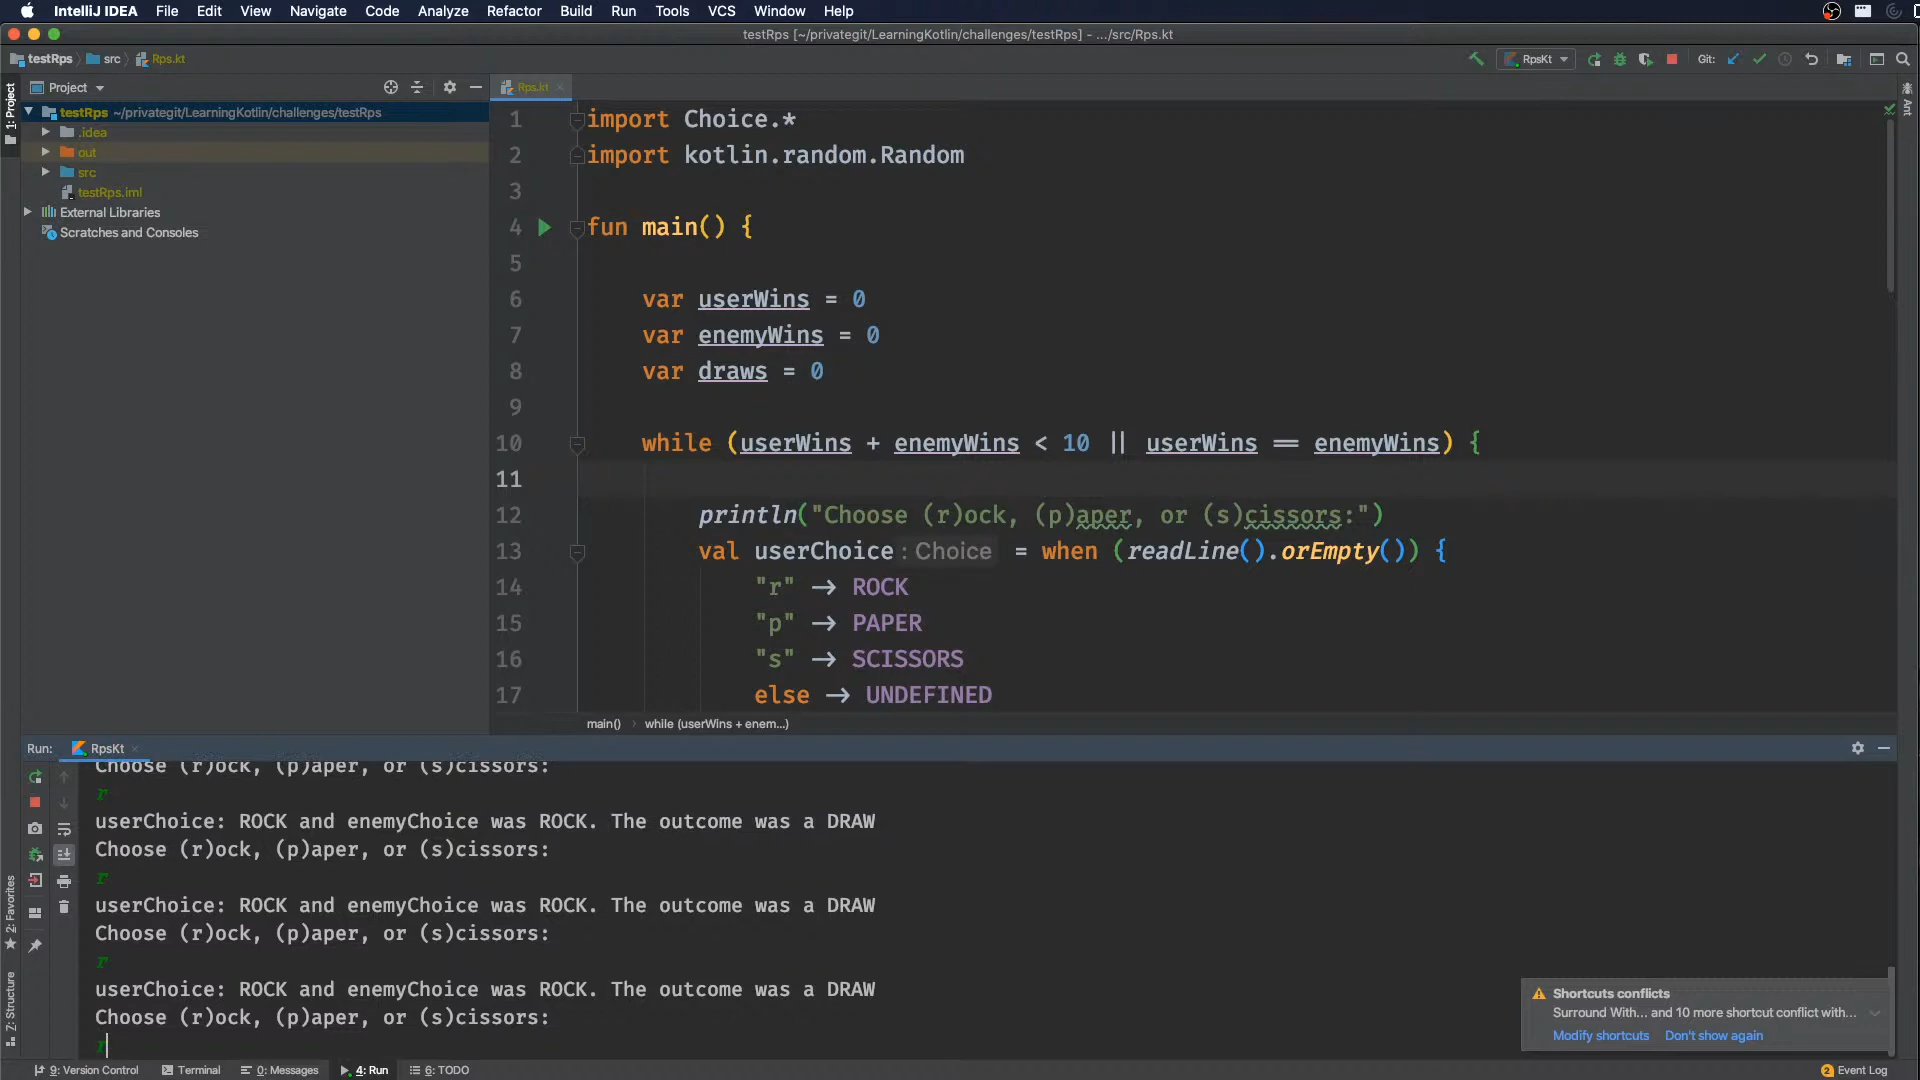 IntelliJ IDEA File Edit View Navigate Code Analyze Refactor Build Run Tools VCS Window Help
testRps [~/privategit/LearningKotlin/challenges/testRps] - .../src/Rps.kt
testRps src Rps.kt RpsKt Git:
1: Project
Project
Rps.kt
Ant
testRps ~/privategit/LearningKotlin/challenges/testRps
.idea
out
src
testRps.iml
External Libraries
Scratches and Consoles
1 import Choice.*
2 import kotlin.random.Random
3
4 fun main() {
5
6 var userWins = 0
7 var enemyWins = 0
8 var draws = 0
9
10 while (userWins + enemyWins < 10 || userWins == enemyWins) {
11
12 println("Choose (r)ock, (p)aper, or (s)cissors:")
13 val userChoice : Choice = when (readLine().orEmpty()) {
14 "r" -> ROCK
15 "p" -> PAPER
16 "s" -> SCISSORS
17 else -> UNDEFINED
main() while (userWins + enem...)
Run: RpsKt
Choose (r)ock, (p)aper, or (s)cissors:
r
userChoice: ROCK and enemyChoice was ROCK. The outcome was a DRAW
Choose (r)ock, (p)aper, or (s)cissors:
r
userChoice: ROCK and enemyChoice was ROCK. The outcome was a DRAW
Choose (r)ock, (p)aper, or (s)cissors:
r
userChoice: ROCK and enemyChoice was ROCK. The outcome was a DRAW
Choose (r)ock, (p)aper, or (s)cissors:
r
2: Favorites
Z: Structure
Shortcuts conflicts
Surround With... and 10 more shortcut conflict with...
Modify shortcuts Don't show again
9: Version Control Terminal 0: Messages 4: Run 6: TODO 2 Event Log